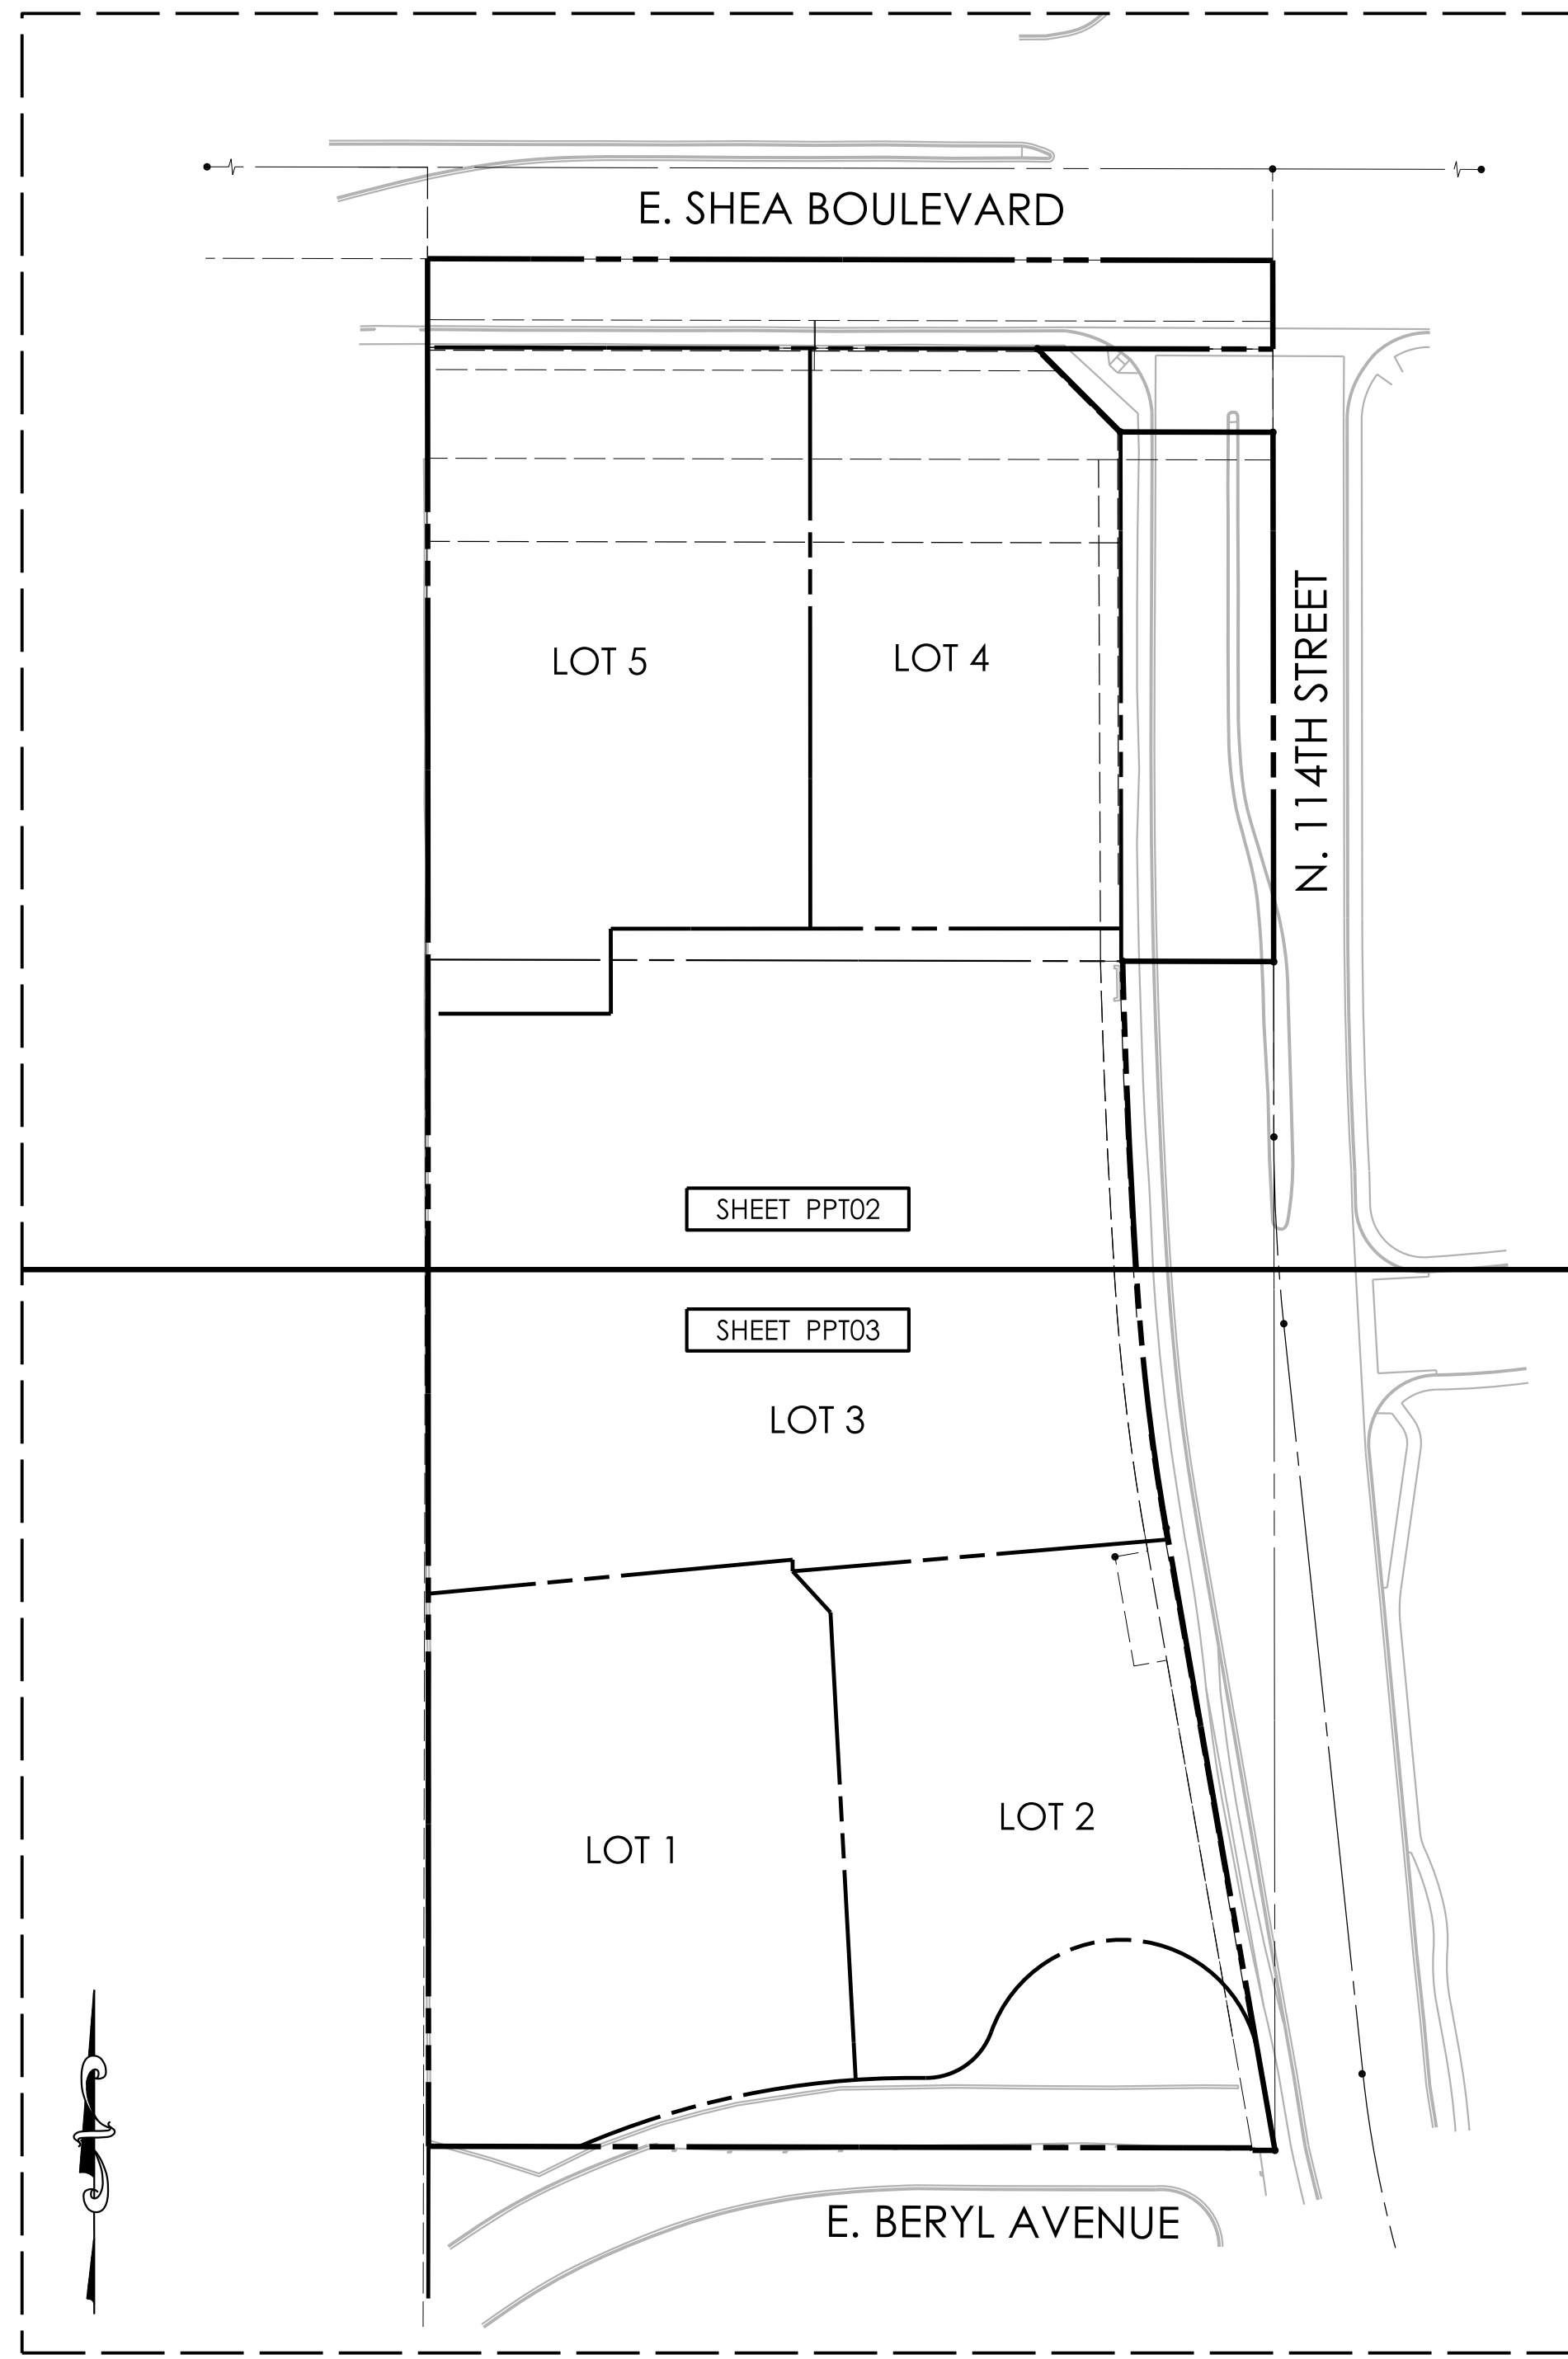 E. SHEA BOULEVARD
LOT 5
LOT 4
N. 114TH STREET
SHEET PPT02
SHEET PPT03
LOT 3
LOT 2
LOT 1
E. BERYL AVENUE